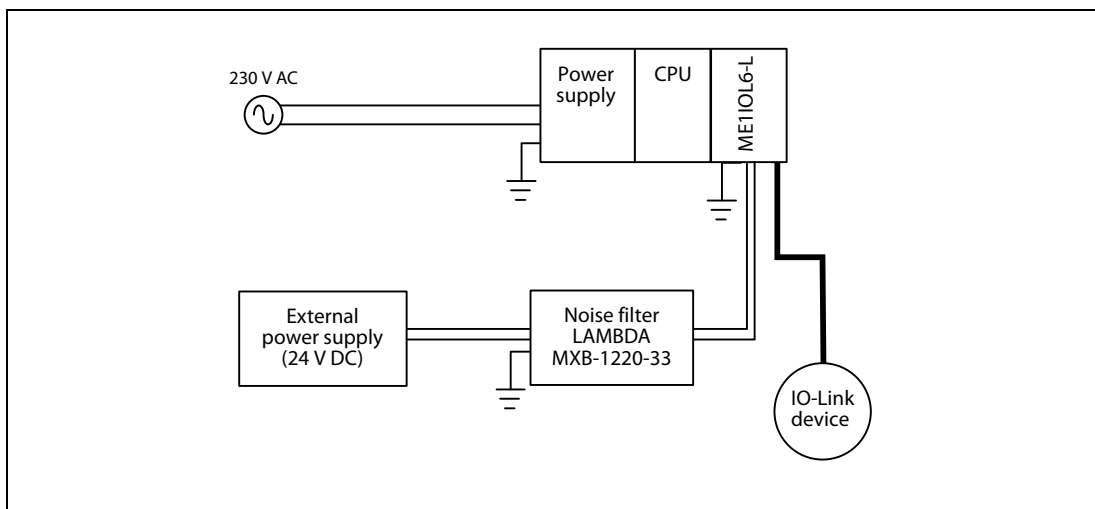 230 V AC
Power
supply
CPU
ME1IOL6-L
External
power supply
(24 V DC)
Noise filter
LAMBDA
MXB-1220-33
IO-Link
device